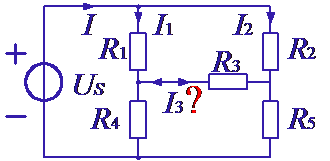 I I₁ I₂
R₁ R₃ R₂
+ Us I₃ ?
− R₄ R₅